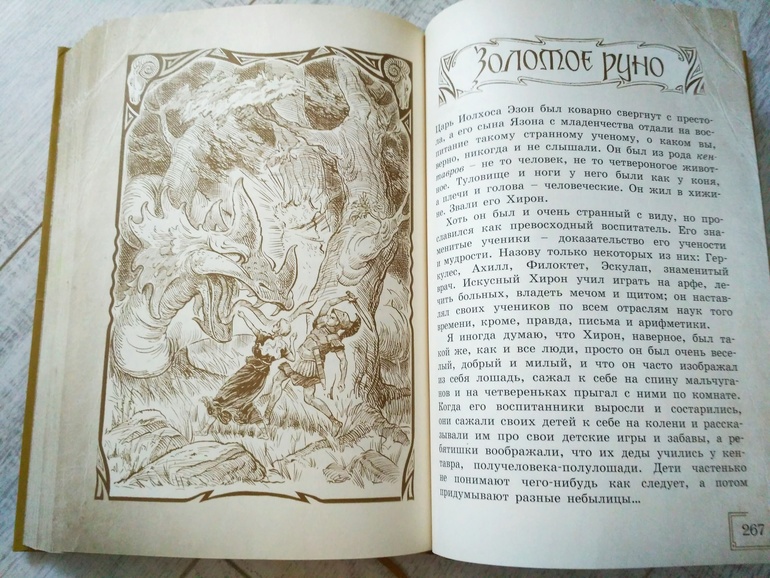 Золотое руно
Царь Иолхоса Эзон был коварно свергнут с престо-
ла, а его сына Язона с младенчества отдали на вос-
питание такому странному ученому, о каком вы,
верно, никогда и не слышали. Он был из рода кен-
тавров – не то человек, не то четвероногое живот-
ное. Туловище и ноги у него были как у коня,
а плечи и голова – человеческие. Он жил в хижи-
не. Звали его Хирон.
Хоть он был и очень странный с виду, но про-
славился как превосходный воспитатель. Его зна-
менитые ученики – доказательство его учености
и мудрости. Назову только некоторых из них: Гер-
кулес, Ахилл, Филоктет, Эскулап, знаменитый
врач. Искусный Хирон учил играть на арфе, ле-
чить больных, владеть мечом и щитом; он настав-
лял своих учеников по всем отраслям наук того
времени, кроме, правда, письма и арифметики.
Я иногда думаю, что Хирон, наверное, был та-
кой же, как и все люди, просто он был очень весе-
лый, добрый и милый, и что он часто изображал
из себя лошадь, сажал к себе на спину мальчуга-
нов и на четвереньках прыгал с ними по комнате.
Когда его воспитанники выросли и состарились,
они сажали своих детей к себе на колени и расска-
зывали им про свои детские игры и забавы, а ре-
бятишки воображали, что их деды учились у кен-
тавра, получеловека-полулошади. Дети частенько
не понимают чего-нибудь как следует, а потом
придумывают разные небылицы...
267